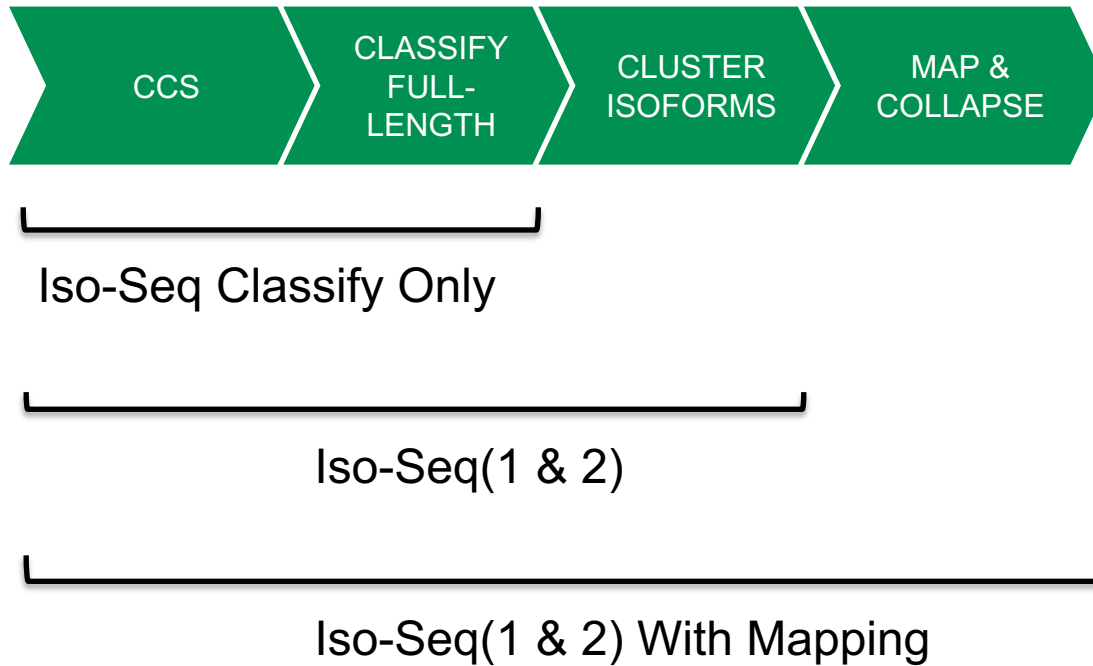 CCS
CLASSIFY
FULL-
LENGTH
CLUSTER
ISOFORMS
MAP &
COLLAPSE
Iso-Seq Classify Only
Iso-Seq(1 & 2)
Iso-Seq(1 & 2) With Mapping